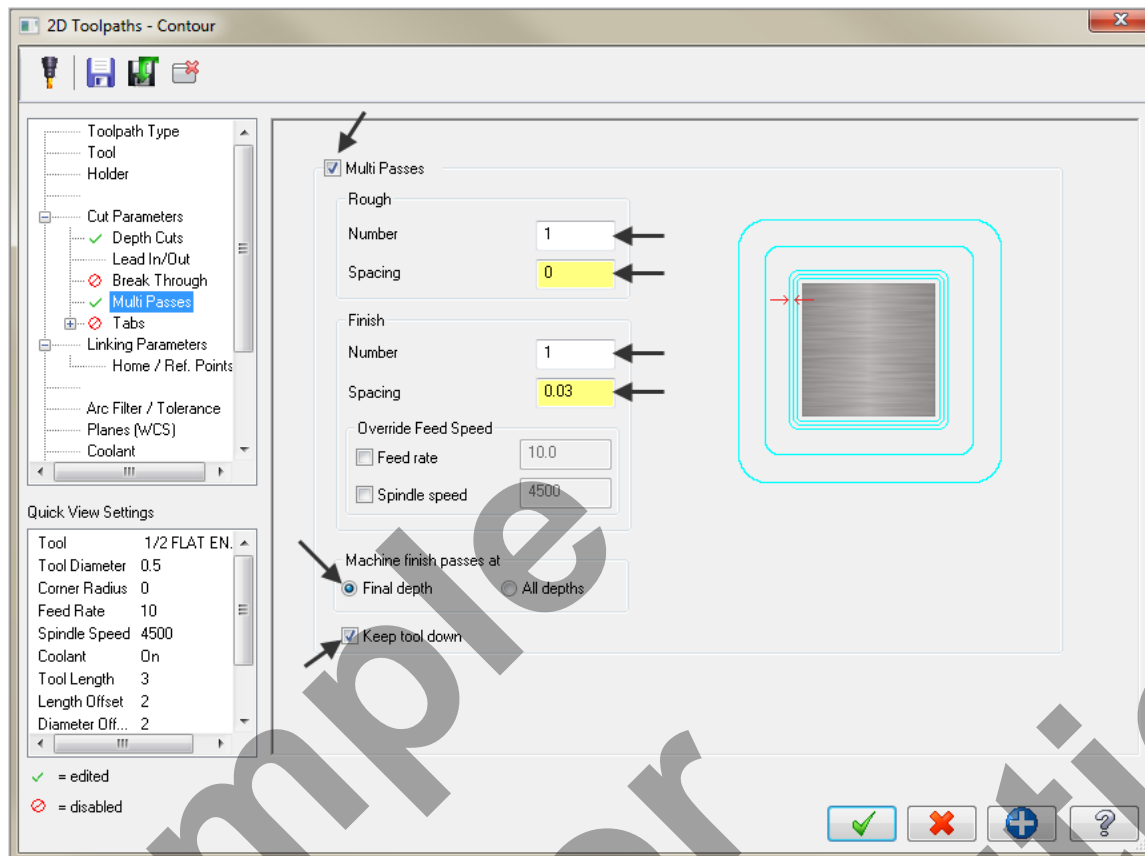 2D Toolpaths - Contour
Toolpath Type
Tool
Holder
Cut Parameters
Depth Cuts
Lead In/Out
Break Through
Multi Passes
Tabs
Linking Parameters
Home / Ref. Points
Arc Filter / Tolerance
Planes (WCS)
Coolant
Quick View Settings
Tool 1/2 FLAT EN.
Tool Diameter 0.5
Corner Radius 0
Feed Rate 10
Spindle Speed 4500
Coolant On
Tool Length 3
Length Offset 2
Diameter Off... 2
= edited
= disabled
Multi Passes
Rough
Number 1
Spacing 0
Finish
Number 1
Spacing 0.03
Override Feed Speed
Feed rate 10.0
Spindle speed 4500
Machine finish passes at
Final depth All depths
Keep tool down